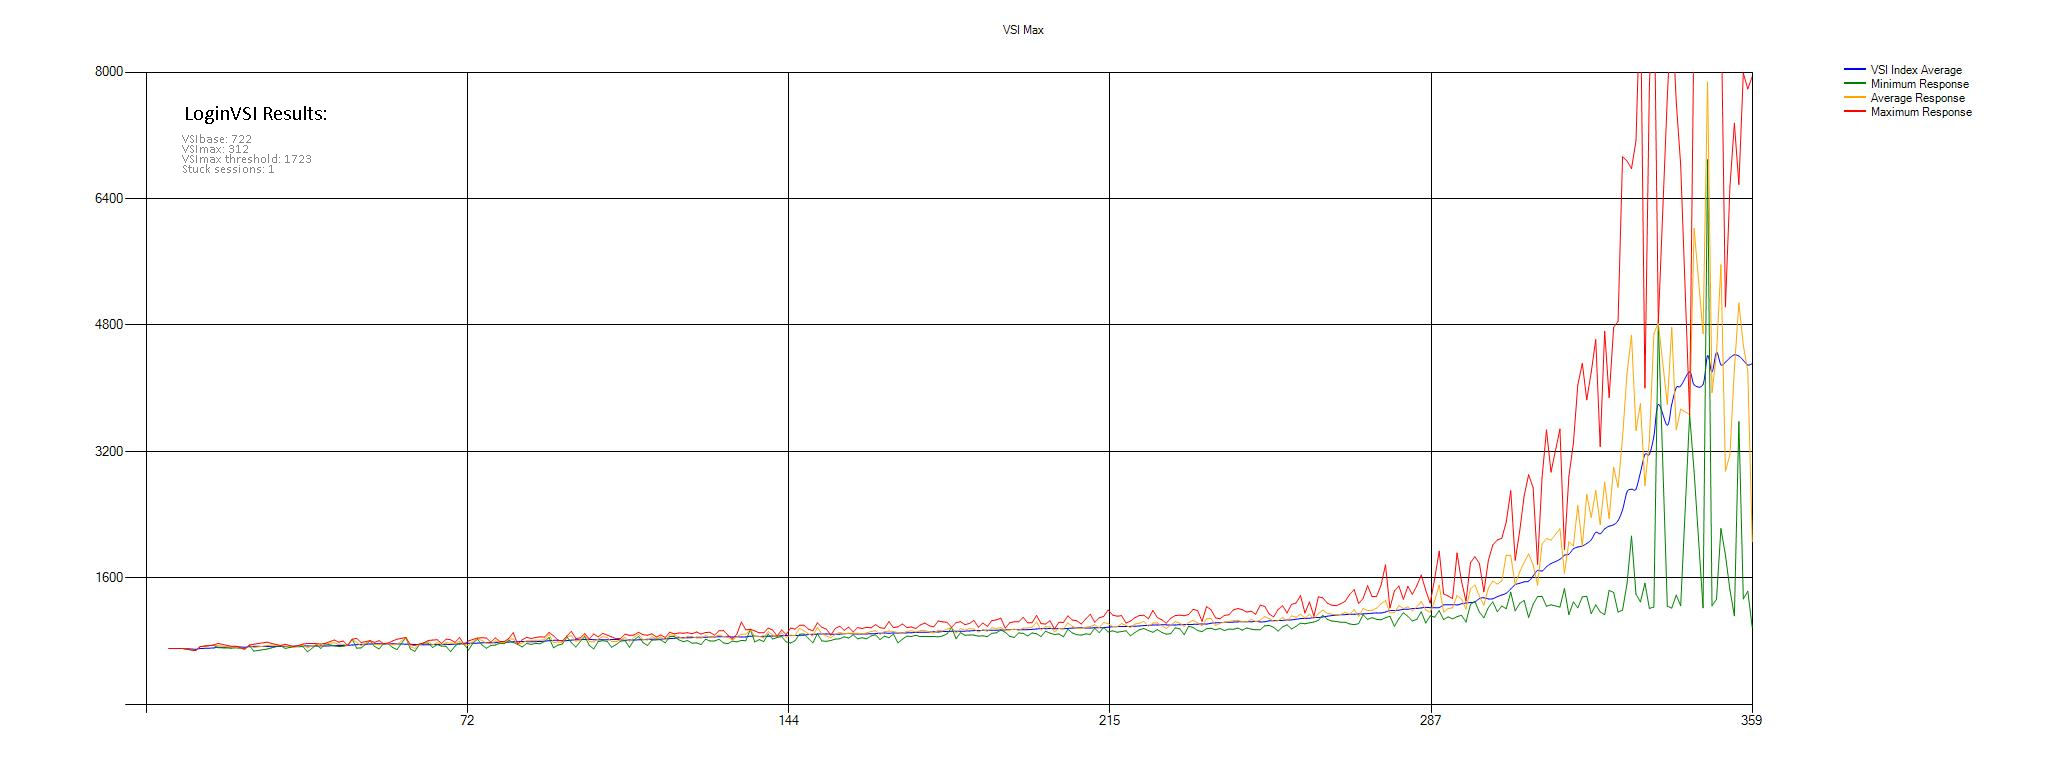 VSI Max
8000
6400
4800
3200
1600
LoginVSI Results:
VSIbase: 722
VSImax: 312
VSImax threshold: 1723
Stuck sessions: 1
VSI Index Average
Minimum Response
Average Response
Maximum Response
72
144
215
287
359